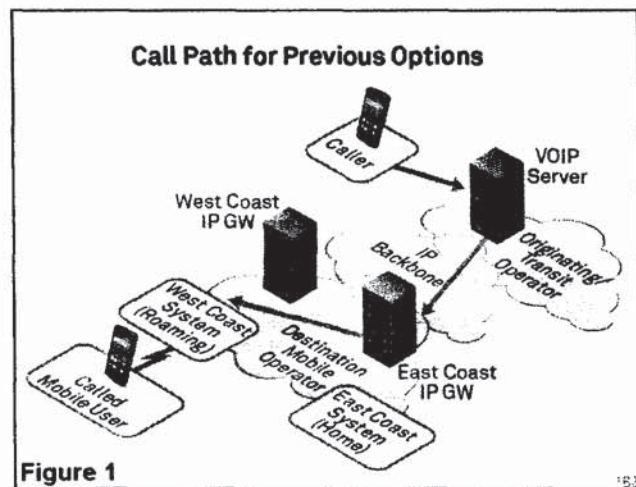 Call Path for Previous Options
Caller
VOIP
Server
West Coast
IP GW
IP
Backbone
Originating/
Transit
Operator
West Coast
System
(Roaming)
Destination
Mobile
Operator
East Coast
IP GW
Called
Mobile User
East Coast
System
(Home)
Figure 1